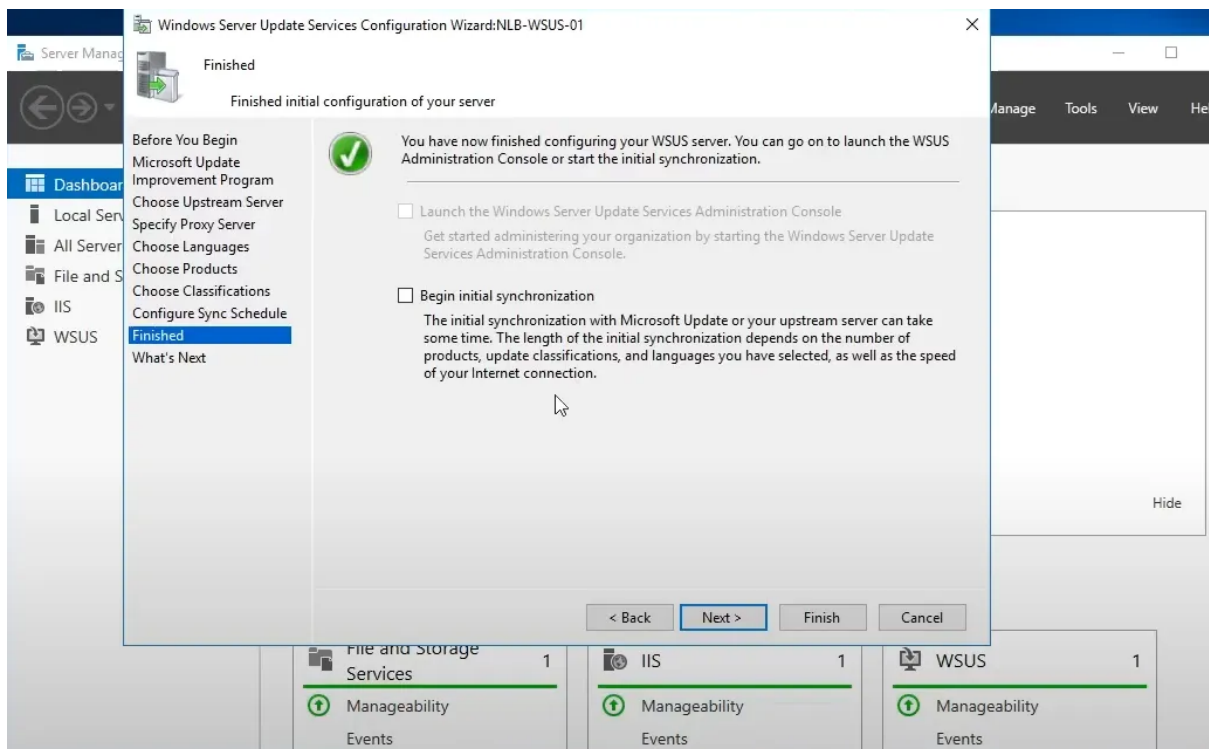 Windows Server Update Services Configuration Wizard:NLB-WSUS-01
Server Manag
Finished
Finished initial configuration of your server
Manage Tools View Hel
Before You Begin
Microsoft Update
Improvement Program
Choose Upstream Server
Specify Proxy Server
Choose Languages
Choose Products
Choose Classifications
Configure Sync Schedule
Finished
What's Next
Dashboar
Local Serv
All Server
File and S
IIS
WSUS
You have now finished configuring your WSUS server. You can go on to launch the WSUS
Administration Console or start the initial synchronization.
Launch the Windows Server Update Services Administration Console
Get started administering your organization by starting the Windows Server Update
Services Administration Console.
Begin initial synchronization
The initial synchronization with Microsoft Update or your upstream server can take
some time. The length of the initial synchronization depends on the number of
products, update classifications, and languages you have selected, as well as the speed
of your Internet connection.
Hide
< Back Next > Finish Cancel
File and Storage
Services 1
Manageability
Events
IIS 1
Manageability
Events
WSUS 1
Manageability
Events